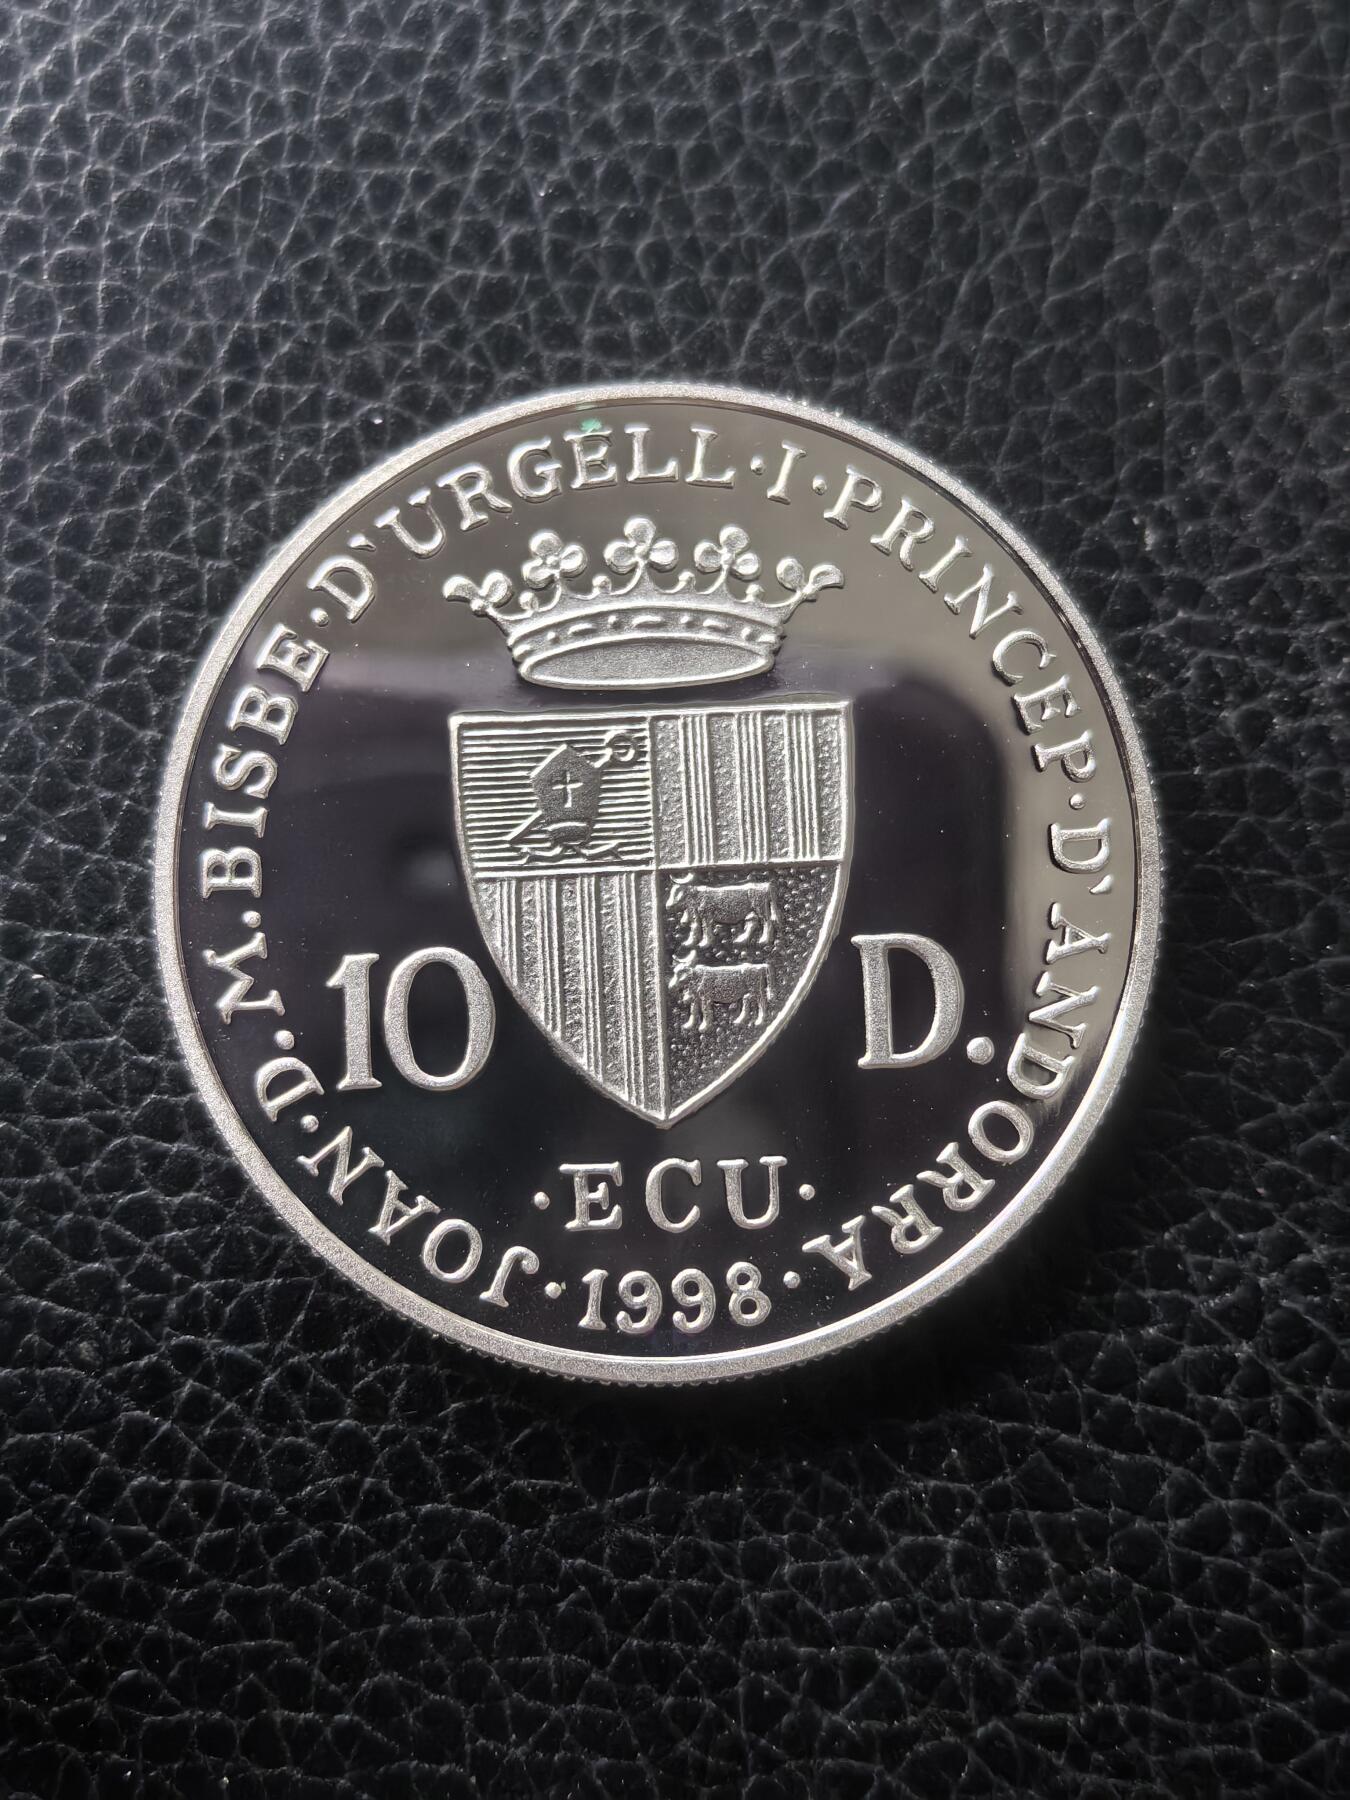 JOAN·D.M.BISBE·D'URGELL·I·PRINCEP·D'ANDORRA·
10 D.
·ECU·
1998